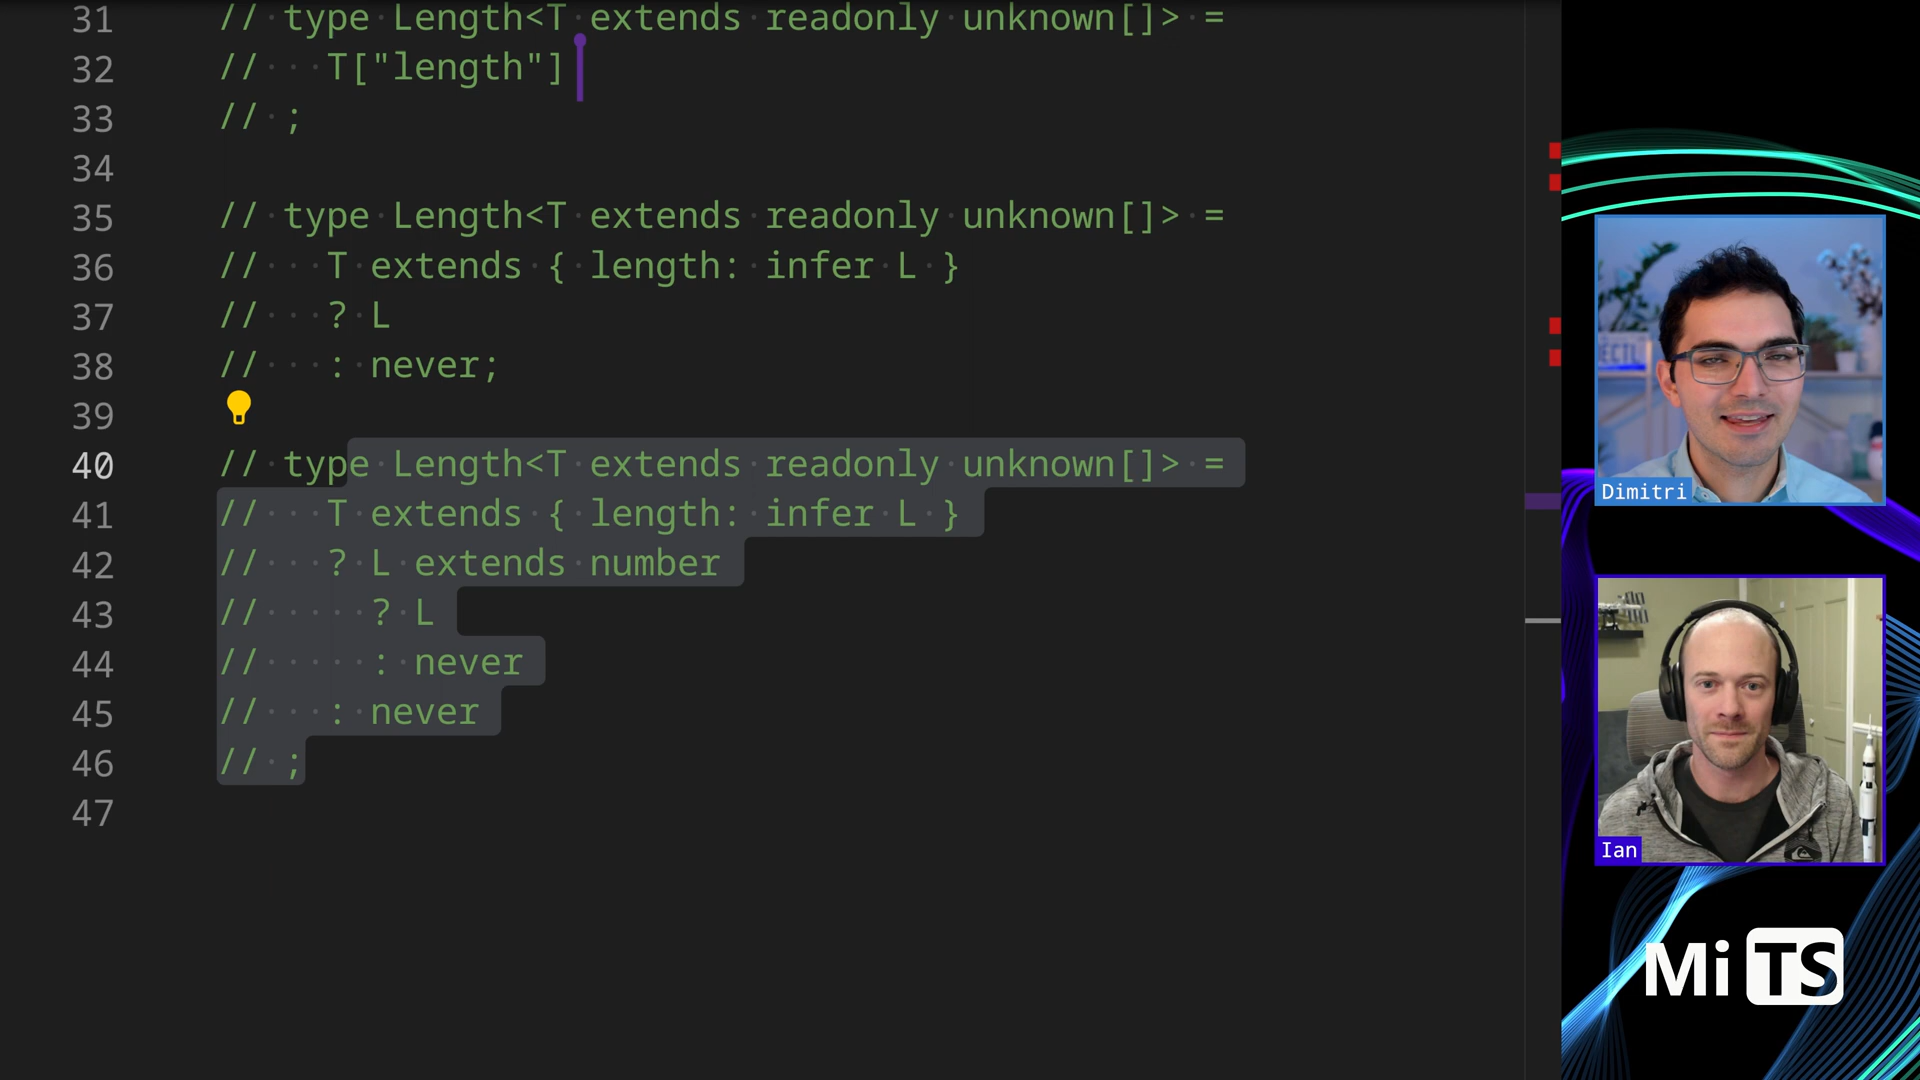 31 // type Length<T extends readonly unknown[]> =
32 //   T["length"]
33 // ;
34
35 // type Length<T extends readonly unknown[]> =
36 //   T extends { length: infer L }
37 //   ? L
38 //   : never;
39
40 // type Length<T extends readonly unknown[]> =
41 //   T extends { length: infer L }
42 //   ? L extends number
43 //     ? L
44 //     : never
45 //   : never
46 // ;
47
Dimitri
Ian
MiTS